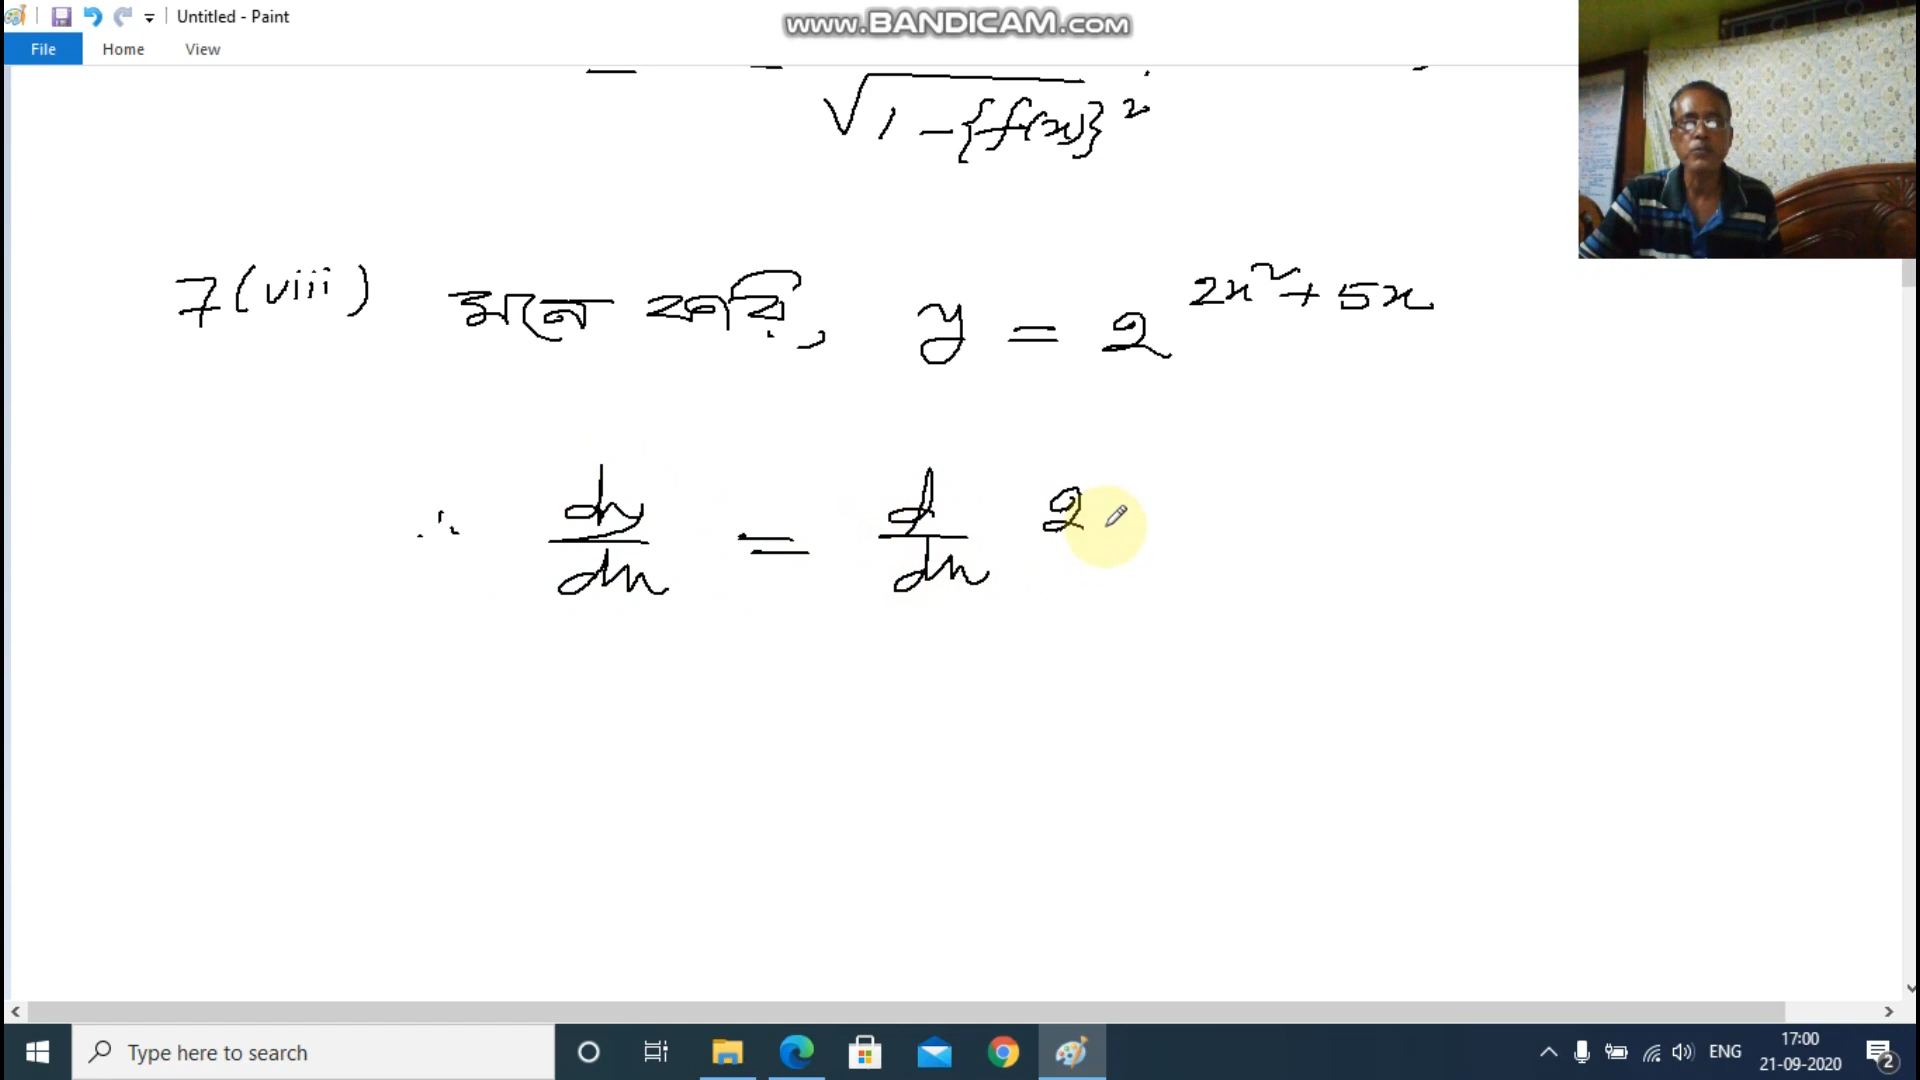 Untitled - Paint
www.BANDICAM.com
File Home View
√1-{f(x)}²
7(viii) মনে করি, y = 2^{2x²+5x}
∴ dy/dx = d/dx 2
Type here to search
ENG
17:00
21-09-2020
2